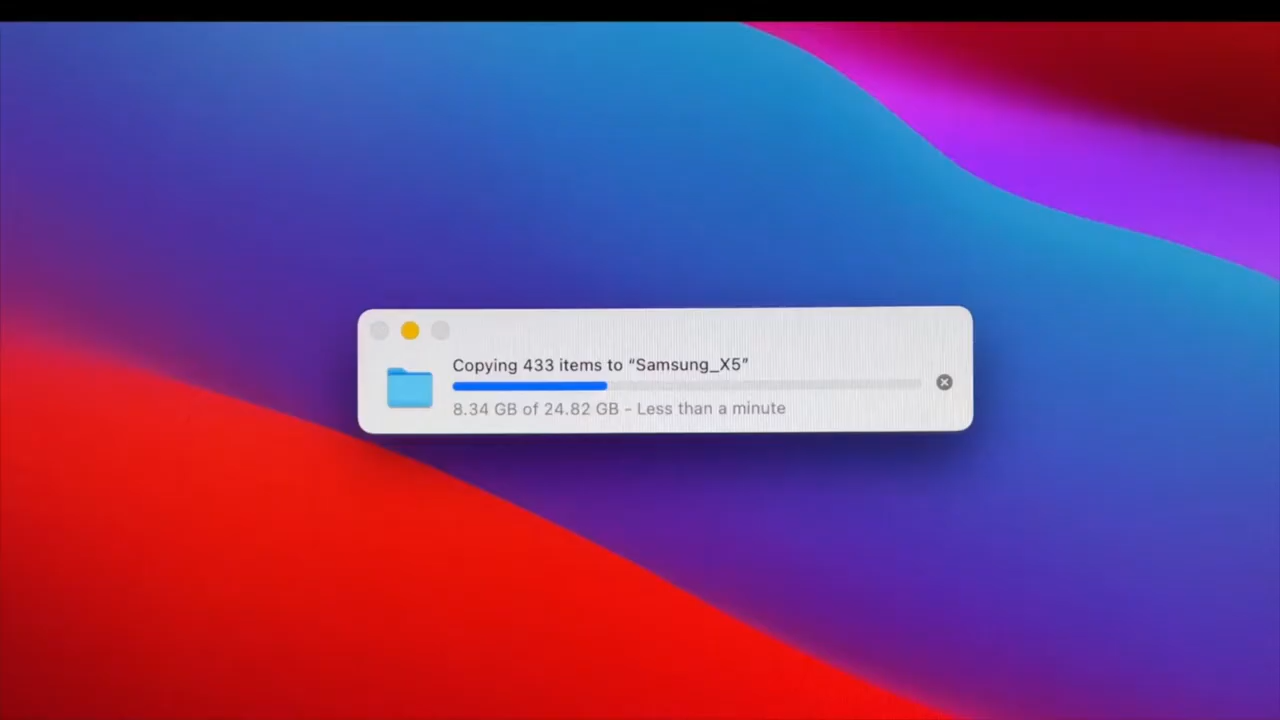 Copying 433 items to “Samsung_X5”
8.34 GB of 24.82 GB – Less than a minute